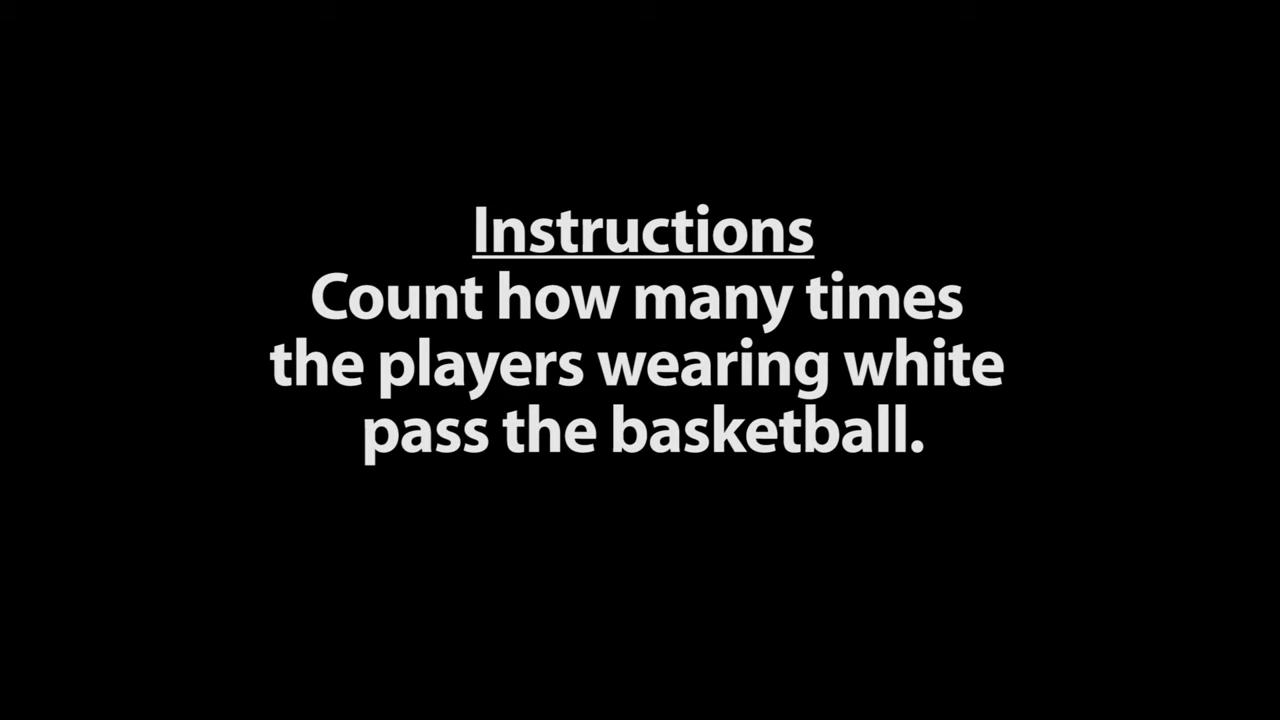 Instructions
Count how many times
the players wearing white
pass the basketball.